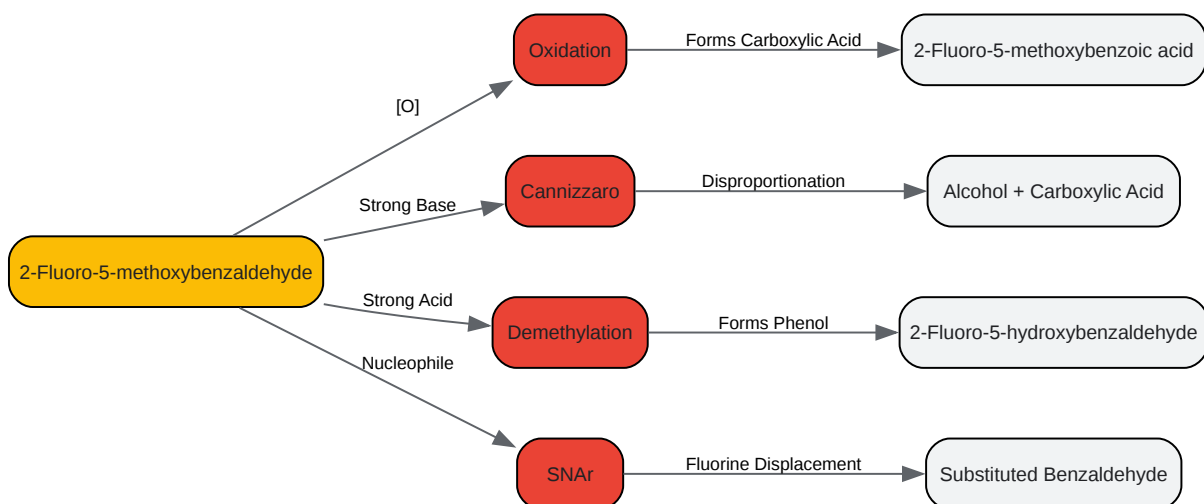 Oxidation
Forms Carboxylic Acid
2-Fluoro-5-methoxybenzoic acid
[O]
Cannizzaro
Disproportionation
Alcohol + Carboxylic Acid
Strong Base
2-Fluoro-5-methoxybenzaldehyde
Strong Acid
Demethylation
Forms Phenol
2-Fluoro-5-hydroxybenzaldehyde
Nucleophile
SNAr
Fluorine Displacement
Substituted Benzaldehyde